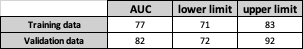 AUC lower limit upper limit
Training data 77 71 83
Validation data 82 72 92